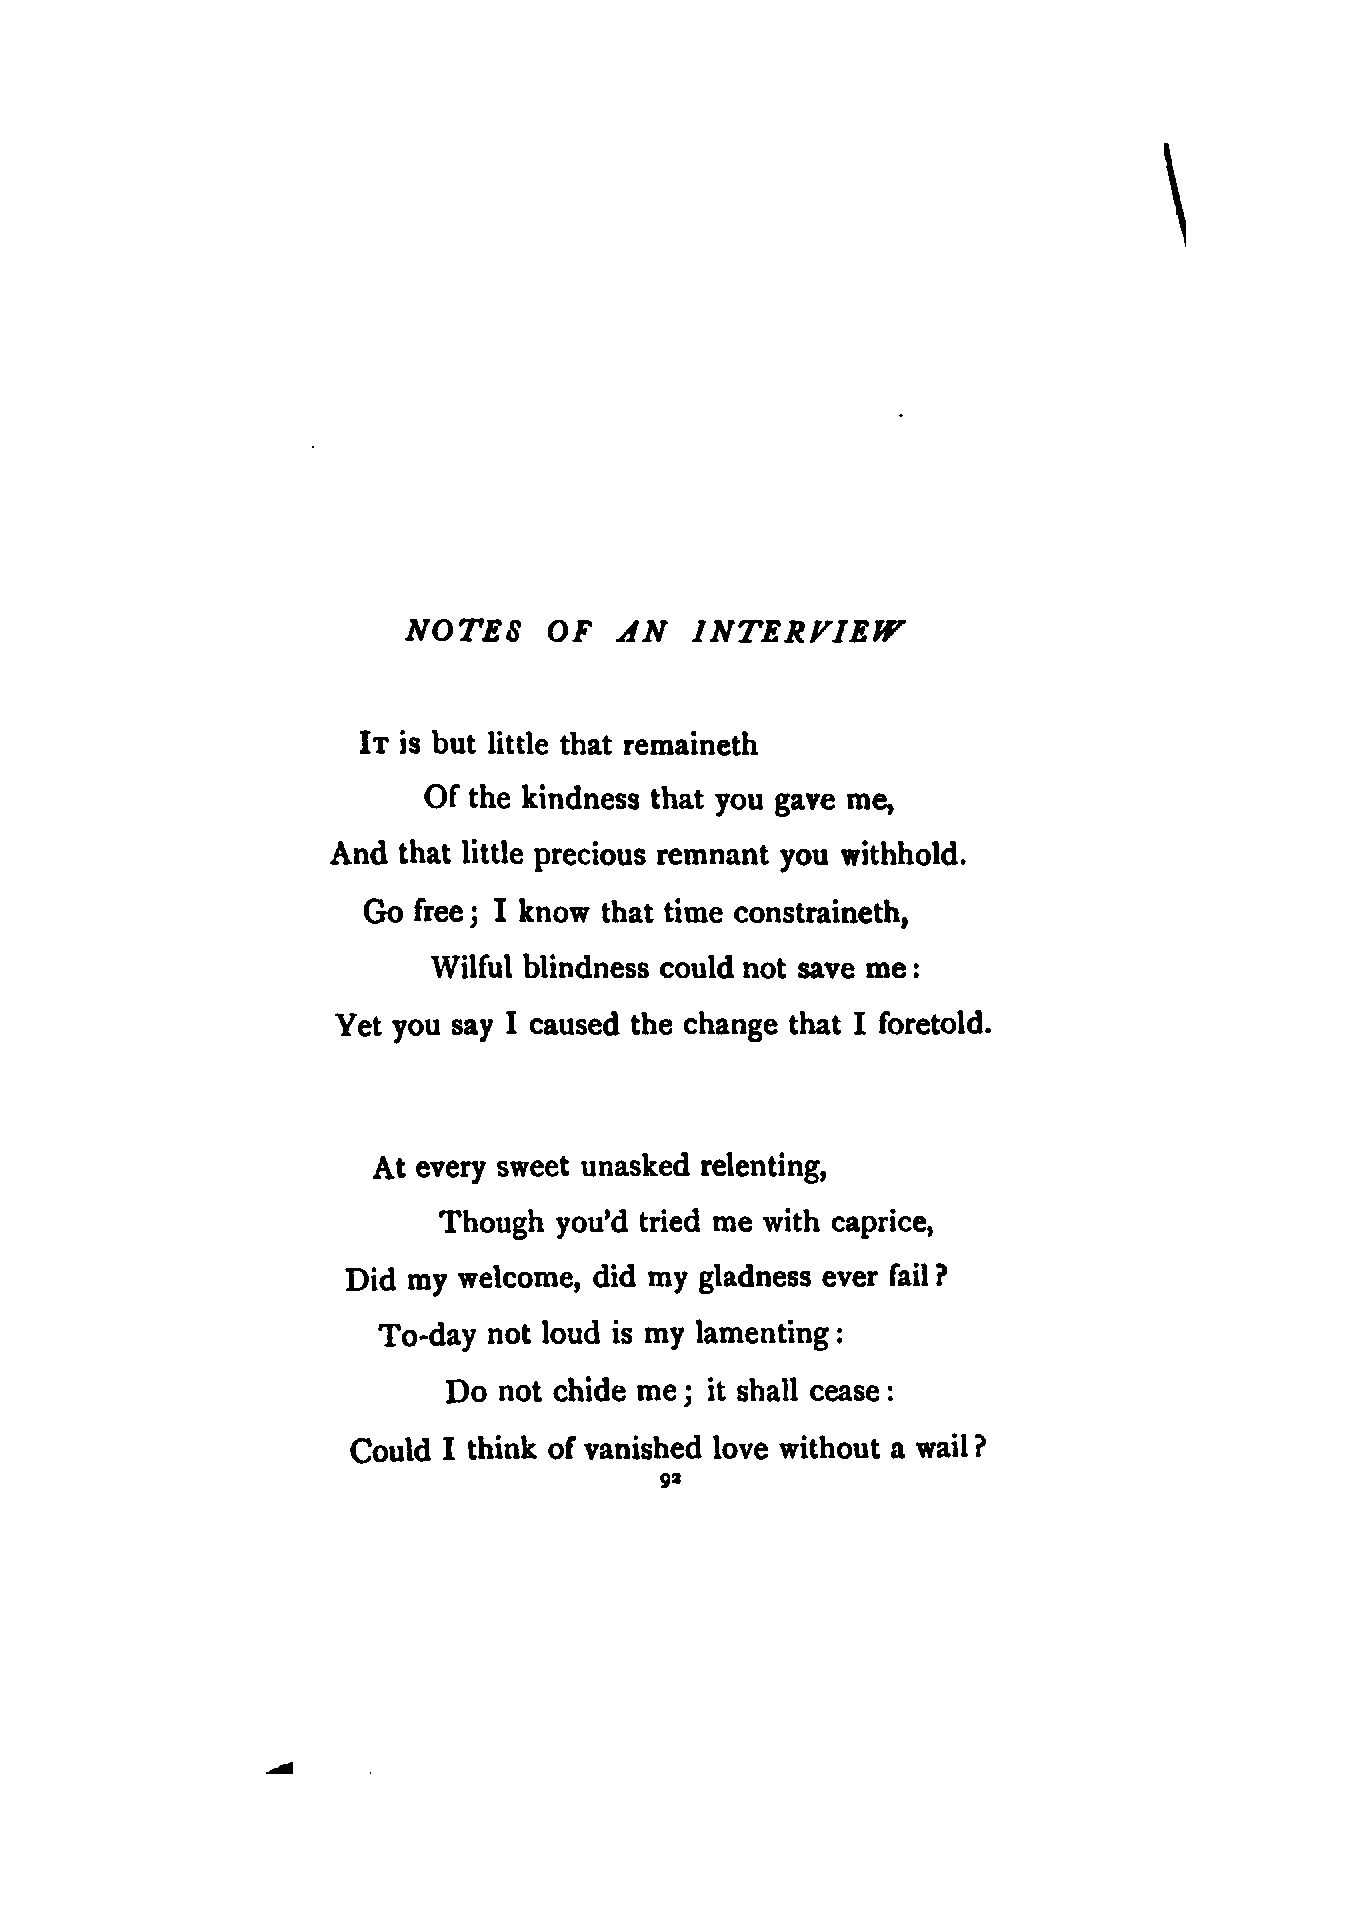 NOTES OF AN INTERVIEW
It is but little that remaineth
Of the kindness that you gave me,
And that little precious remnant you withhold.
Go free; I know that time constraineth,
Wilful blindness could not save me:
Yet you say I caused the change that I foretold.
At every sweet unasked relenting,
Though you'd tried me with caprice,
Did my welcome, did my gladness ever fail?
To-day not loud is my lamenting:
Do not chide me; it shall cease:
Could I think of vanished love without a wail?
92